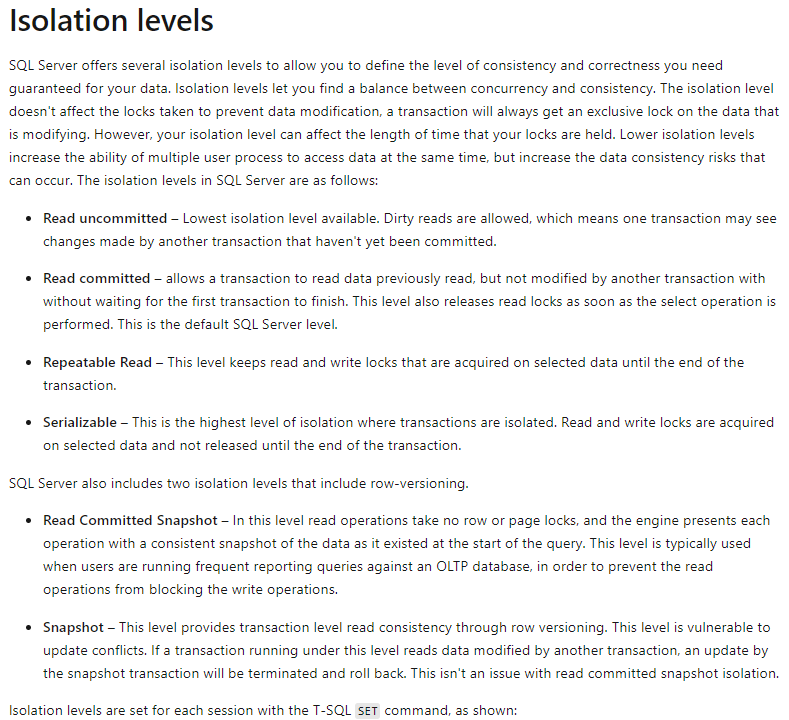 Isolation levels
SQL Server offers several isolation levels to allow you to define the level of consistency and correctness you need
guaranteed for your data. Isolation levels let you find a balance between concurrency and consistency. The isolation level
doesn't affect the locks taken to prevent data modification, a transaction will always get an exclusive lock on the data that
is modifying. However, your isolation level can affect the length of time that your locks are held. Lower isolation levels
increase the ability of multiple user process to access data at the same time, but increase the data consistency risks that
can occur. The isolation levels in SQL Server are as follows:
• Read uncommitted – Lowest isolation level available. Dirty reads are allowed, which means one transaction may see
changes made by another transaction that haven't yet been committed.
• Read committed – allows a transaction to read data previously read, but not modified by another transaction with
without waiting for the first transaction to finish. This level also releases read locks as soon as the select operation is
performed. This is the default SQL Server level.
• Repeatable Read – This level keeps read and write locks that are acquired on selected data until the end of the
transaction.
• Serializable – This is the highest level of isolation where transactions are isolated. Read and write locks are acquired
on selected data and not released until the end of the transaction.
SQL Server also includes two isolation levels that include row-versioning.
• Read Committed Snapshot – In this level read operations take no row or page locks, and the engine presents each
operation with a consistent snapshot of the data as it existed at the start of the query. This level is typically used
when users are running frequent reporting queries against an OLTP database, in order to prevent the read
operations from blocking the write operations.
• Snapshot – This level provides transaction level read consistency through row versioning. This level is vulnerable to
update conflicts. If a transaction running under this level reads data modified by another transaction, an update by
the snapshot transaction will be terminated and roll back. This isn't an issue with read committed snapshot isolation.
Isolation levels are set for each session with the T-SQL SET command, as shown: